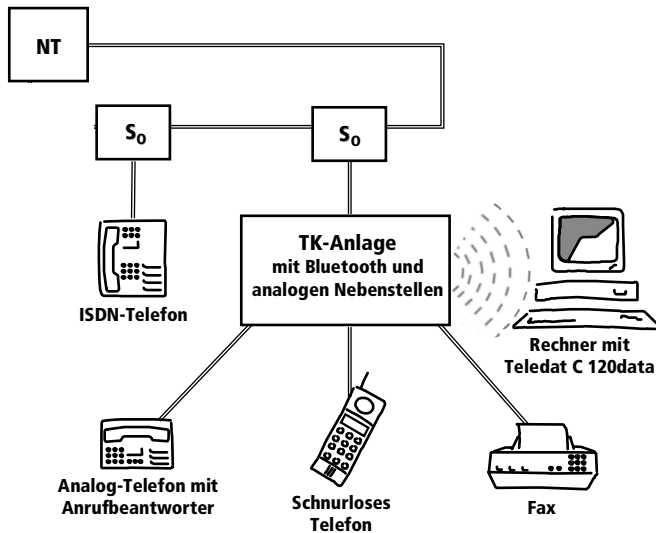 NT
S₀
S₀
TK-Anlage
mit Bluetooth und
analogen Nebenstellen
ISDN-Telefon
Rechner mit
Teledat C 120data
Analog-Telefon mit
Anrufbeantworter
Schnurloses
Telefon
Fax